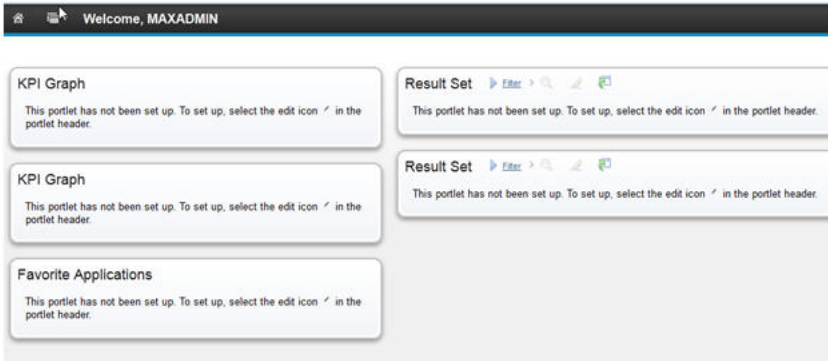 Welcome, MAXADMIN
KPI Graph
This portlet has not been set up. To set up, select the edit icon in the
portlet header.
KPI Graph
This portlet has not been set up. To set up, select the edit icon in the
portlet header.
Favorite Applications
This portlet has not been set up. To set up, select the edit icon in the
portlet header.
Result Set Filter >
This portlet has not been set up. To set up, select the edit icon in the portlet header.
Result Set Filter >
This portlet has not been set up. To set up, select the edit icon in the portlet header.